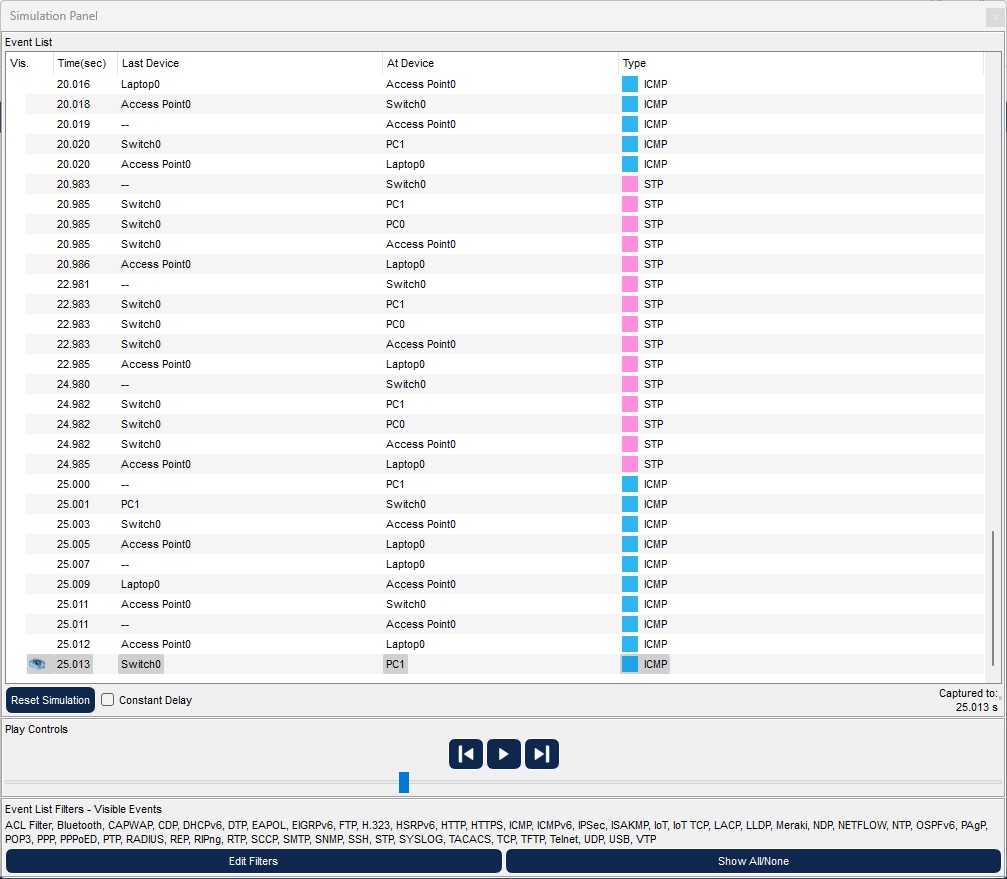 Simulation Panel
x
Event List
Vis. Time(sec) Last Device At Device Type
20.016 Laptop0 Access Point0 ICMP
20.018 Access Point0 Switch0 ICMP
20.019 -- Access Point0 ICMP
20.020 Switch0 PC1 ICMP
20.020 Access Point0 Laptop0 ICMP
20.983 -- Switch0 STP
20.985 Switch0 PC1 STP
20.985 Switch0 PC0 STP
20.985 Switch0 Access Point0 STP
20.986 Access Point0 Laptop0 STP
22.981 -- Switch0 STP
22.983 Switch0 PC1 STP
22.983 Switch0 PC0 STP
22.983 Switch0 Access Point0 STP
22.985 Access Point0 Laptop0 STP
24.980 -- Switch0 STP
24.982 Switch0 PC1 STP
24.982 Switch0 PC0 STP
24.982 Switch0 Access Point0 STP
24.985 Access Point0 Laptop0 STP
25.000 -- PC1 ICMP
25.001 PC1 Switch0 ICMP
25.003 Switch0 Access Point0 ICMP
25.005 Access Point0 Laptop0 ICMP
25.007 -- Laptop0 ICMP
25.009 Laptop0 Access Point0 ICMP
25.011 Access Point0 Switch0 ICMP
25.011 -- Access Point0 ICMP
25.012 Access Point0 Laptop0 ICMP
25.013 Switch0 PC1 ICMP
Reset Simulation Constant Delay Captured to:
25.013 s
Play Controls
Event List Filters - Visible Events
ACL Filter, Bluetooth, CAPWAP, CDP, DHCPv6, DTP, EAPOL, EIGRPv6, FTP, H.323, HSRPv6, HTTP, HTTPS, ICMP, ICMPv6, IPSec, ISAKMP, IoT, IoT TCP, LACP, LLDP, Meraki, NDP, NETFLOW, NTP, OSPFv6, PAgP,
POP3, PPP, PPPoED, PTP, RADIUS, REP, RIPng, RTP, SCCP, SMTP, SNMP, SSH, STP, SYSLOG, TACACS, TCP, TFTP, Telnet, UDP, USB, VTP
Edit Filters Show All/None